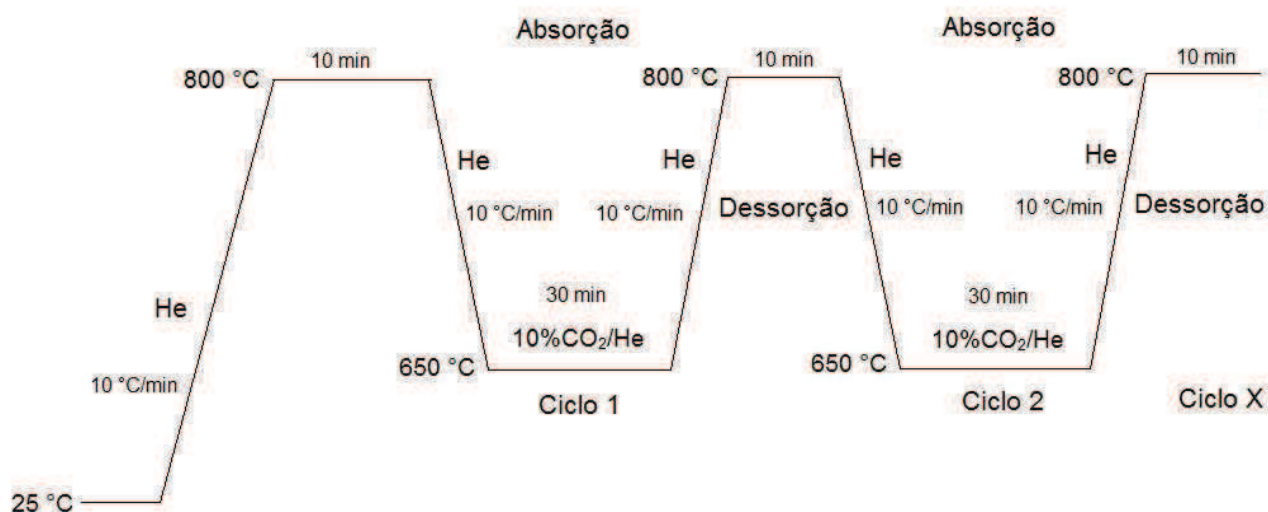 Absorção
Absorção
10 min
10 min
10 min
800 °C
800 °C
800 °C
He
He
He
He
10 °C/min
10 °C/min
Dessorção
10 °C/min
10 °C/min
Dessorção
He
30 min
30 min
10%CO₂/He
10%CO₂/He
650 °C
650 °C
10 °C/min
Ciclo 1
Ciclo 2
Ciclo X
25 °C